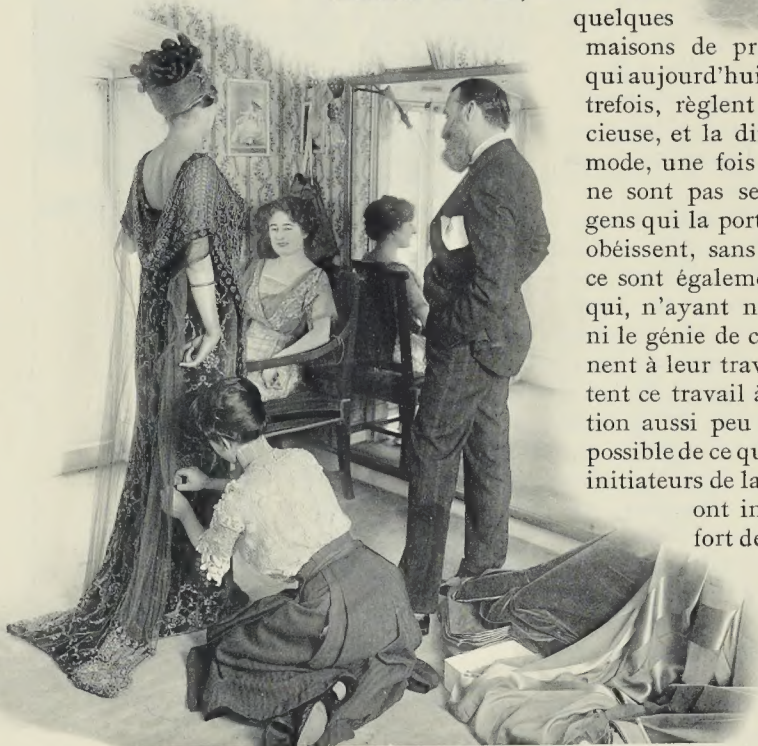 quelques
maisons de pr
qui aujourd'hui
trefois, règlent
cieuse, et la di
mode, une fois
ne sont pas se
gens qui la port
obéissent, sans
ce sont égaleme
qui, n'ayant n
ni le génie de c
nent à leur trav
tent ce travail à
tion aussi peu
possible de ce qu
initiateurs de la
ont in
fort de